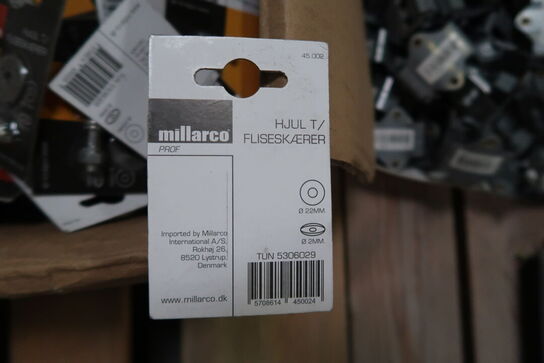 45.002
millarco®
PROF
HJUL T/
FLISESKÆRER
Ø 22MM.
Ø 2MM.
Imported by Millarco
International A/S,
Rokhøj 26,
8520 Lystrup,
Denmark
TUN 5306029
5708614 450024
www.millarco.dk